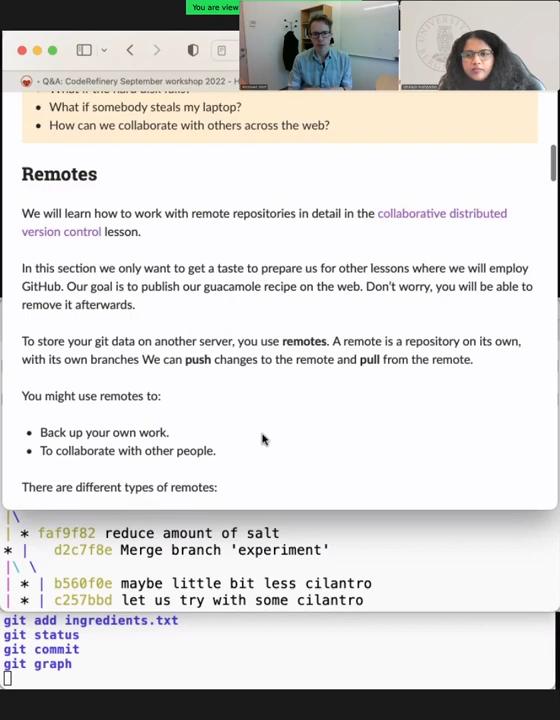 You are view
Q&A: CodeRefinery September workshop 2022 - H
What if somebody steals my laptop?
How can we collaborate with others across the web?
Remotes
We will learn how to work with remote repositories in detail in the collaborative distributed
version control lesson.
In this section we only want to get a taste to prepare us for other lessons where we will employ
GitHub. Our goal is to publish our guacamole recipe on the web. Don't worry, you will be able to
remove it afterwards.
To store your git data on another server, you use remotes. A remote is a repository on its own,
with its own branches We can push changes to the remote and pull from the remote.
You might use remotes to:
Back up your own work.
To collaborate with other people.
There are different types of remotes:
|\
| * faf9f82 reduce amount of salt
* |   d2c7f8e Merge branch 'experiment'
|\ \
| * | b560f0e maybe little bit less cilantro
| * | c257bbd let us try with some cilantro
git add ingredients.txt
git status
git commit
git graph